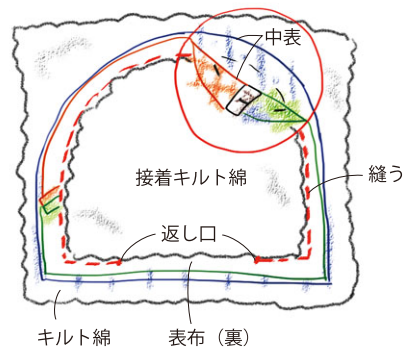 中表
接着キルト綿
縫う
返し口
キルト綿
表布（裏）